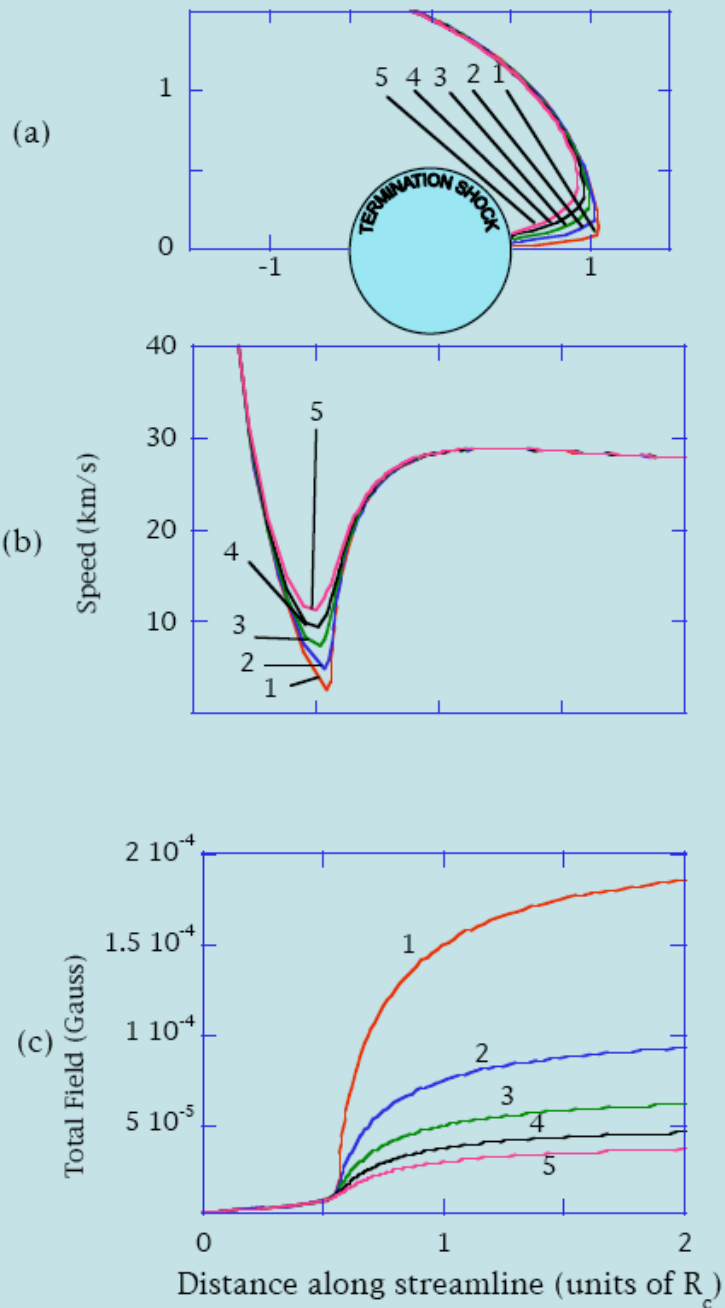 (a)
1
0
-1
1
5 4 3 2 1
TERMINATION SHOCK
(b)
Speed (km/s)
40
30
20
10
5
4
3
2
1
(c)
Total Field (Gauss)
2 10-4
1.5 10-4
1 10-4
5 10-5
1
2
3
4
5
0 1 2
Distance along streamline (units of Rc)